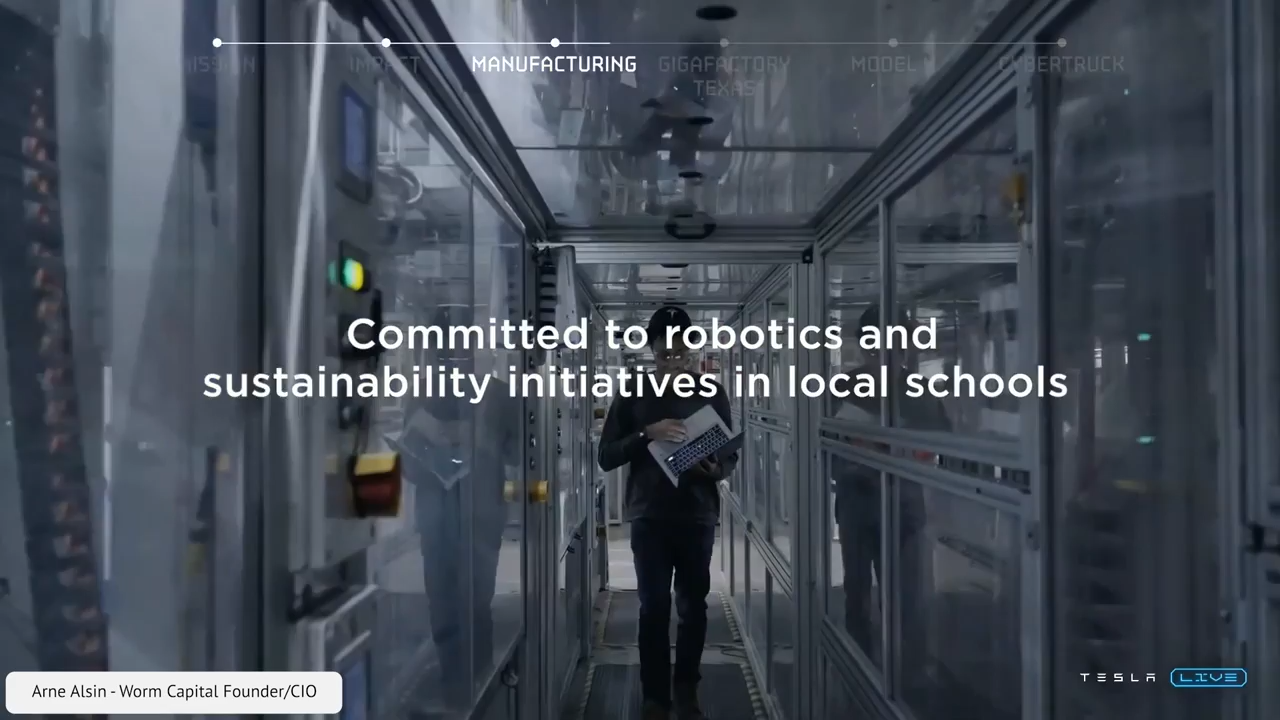 MISSION
IMPACT
MANUFACTURING
GIGAFACTORY
TEXAS
MODEL Y
CYBERTRUCK
Committed to robotics and
sustainability initiatives in local schools
Arne Alsin - Worm Capital Founder/CIO
TESLA LIVE